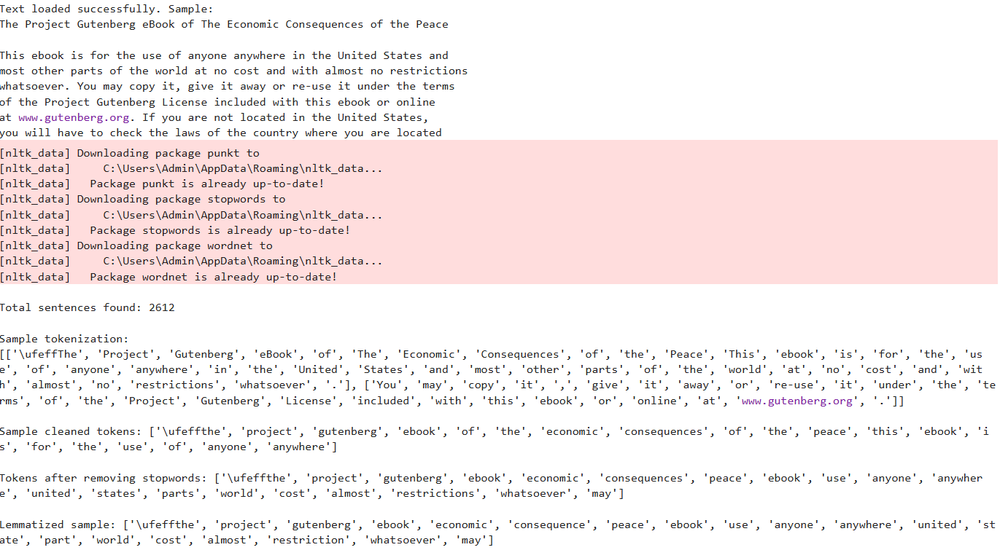 Text loaded successfully. Sample:
The Project Gutenberg eBook of The Economic Consequences of the Peace
This ebook is for the use of anyone anywhere in the United States and
most other parts of the world at no cost and with almost no restrictions
whatsoever. You may copy it, give it away or re-use it under the terms
of the Project Gutenberg License included with this ebook or online
at www.gutenberg.org. If you are not located in the United States,
you will have to check the laws of the country where you are located
[nltk_data] Downloading package punkt to
[nltk_data]     C:\Users\Admin\AppData\Roaming\nltk_data...
[nltk_data]   Package punkt is already up-to-date!
[nltk_data] Downloading package stopwords to
[nltk_data]     C:\Users\Admin\AppData\Roaming\nltk_data...
[nltk_data]   Package stopwords is already up-to-date!
[nltk_data] Downloading package wordnet to
[nltk_data]     C:\Users\Admin\AppData\Roaming\nltk_data...
[nltk_data]   Package wordnet is already up-to-date!
Total sentences found: 2612
Sample tokenization:
[['\ufeffThe', 'Project', 'Gutenberg', 'eBook', 'of', 'The', 'Economic', 'Consequences', 'of', 'the', 'Peace', 'This', 'ebook', 'is', 'for', 'the', 'us
e', 'of', 'anyone', 'anywhere', 'in', 'the', 'United', 'States', 'and', 'most', 'other', 'parts', 'of', 'the', 'world', 'at', 'no', 'cost', 'and', 'wit
h', 'almost', 'no', 'restrictions', 'whatsoever', '.'], ['You', 'may', 'copy', 'it', ',', 'give', 'it', 'away', 'or', 're-use', 'it', 'under', 'the', 'te
rms', 'of', 'the', 'Project', 'Gutenberg', 'License', 'included', 'with', 'this', 'ebook', 'or', 'online', 'at', 'www.gutenberg.org', '.']]
Sample cleaned tokens: ['\ufeffthe', 'project', 'gutenberg', 'ebook', 'of', 'the', 'economic', 'consequences', 'of', 'the', 'peace', 'this', 'ebook', 'i
s', 'for', 'the', 'use', 'of', 'anyone', 'anywhere']
Tokens after removing stopwords: ['\ufeffthe', 'project', 'gutenberg', 'ebook', 'economic', 'consequences', 'peace', 'ebook', 'use', 'anyone', 'anywher
e', 'united', 'states', 'parts', 'world', 'cost', 'almost', 'restrictions', 'whatsoever', 'may']
Lemmatized sample: ['\ufeffthe', 'project', 'gutenberg', 'ebook', 'economic', 'consequence', 'peace', 'ebook', 'use', 'anyone', 'anywhere', 'united', 'st
ate', 'part', 'world', 'cost', 'almost', 'restriction', 'whatsoever', 'may']